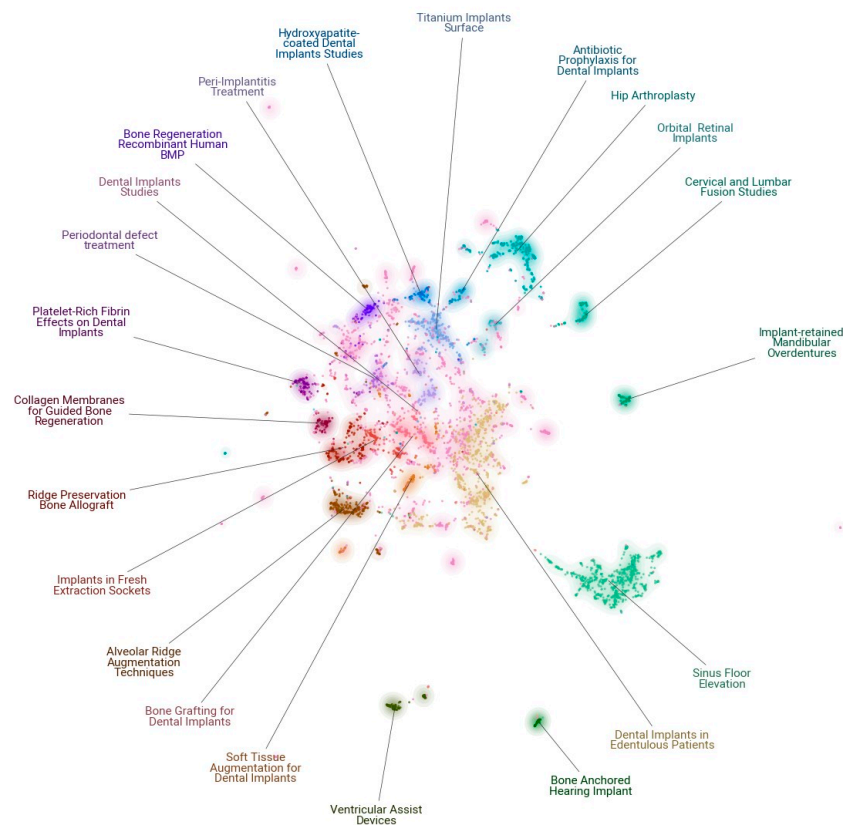 Titanium Implants
Surface
Hydroxyapatite-
coated Dental
Implants Studies
Antibiotic
Prophylaxis for
Dental Implants
Peri-Implantitis
Treatment
Hip Arthroplasty
Bone Regeneration
Recombinant Human
BMP
Orbital Retinal
Implants
Dental Implants
Studies
Cervical and Lumbar
Fusion Studies
Periodontal defect
treatment
Platelet-Rich Fibrin
Effects on Dental
Implants
Implant-retained
Mandibular
Overdentures
Collagen Membranes
for Guided Bone
Regeneration
Ridge Preservation
Bone Allograft
Implants in Fresh
Extraction Sockets
Alveolar Ridge
Augmentation
Techniques
Sinus Floor
Elevation
Bone Grafting for
Dental Implants
Dental Implants in
Edentulous Patients
Soft Tissue
Augmentation for
Dental Implants
Bone Anchored
Hearing Implant
Ventricular Assist
Devices